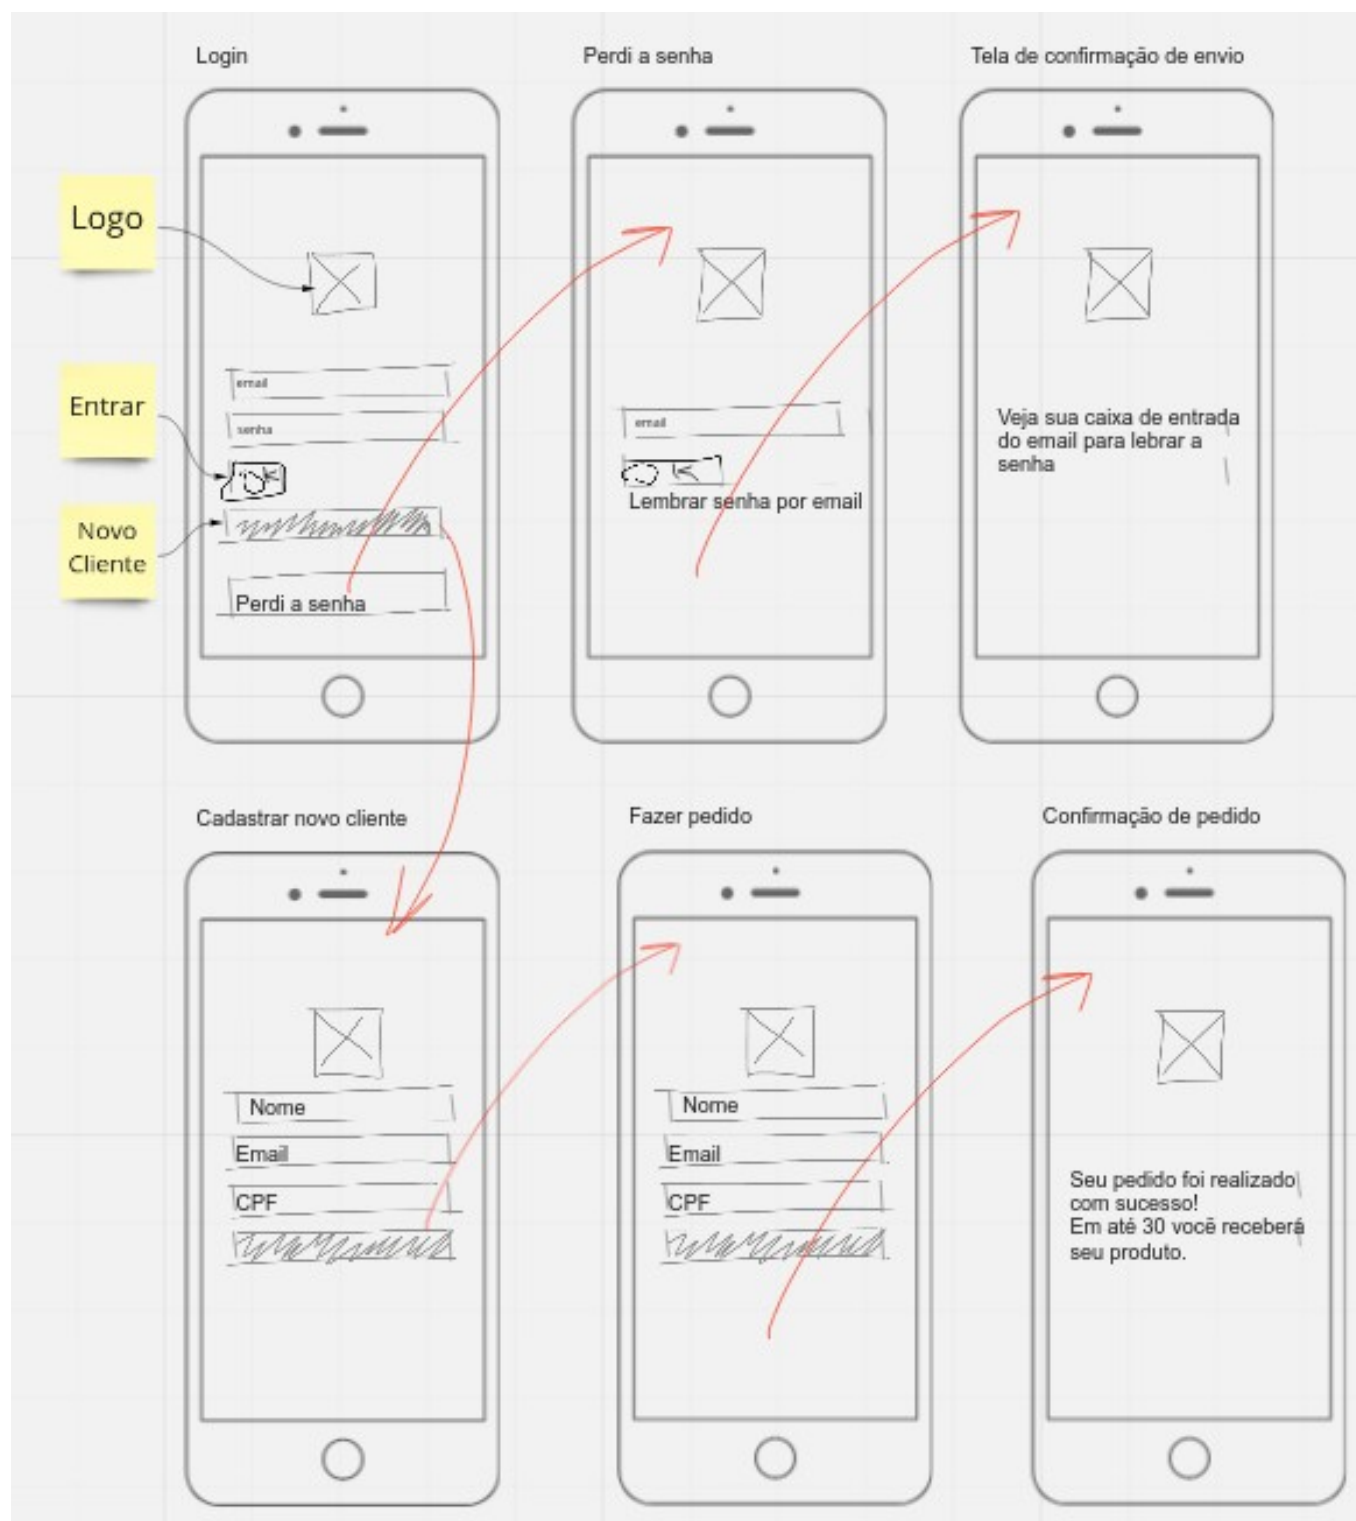 Login
Perdi a senha
Tela de confirmação de envio
Logo
Entrar
Novo
Cliente
email
senha
OK
Perdi a senha
email
OK
Lembrar senha por email
Veja sua caixa de entrada
do email para lebrar a
senha
Cadastrar novo cliente
Fazer pedido
Confirmação de pedido
Nome
Email
CPF
Nome
Email
CPF
Seu pedido foi realizado
com sucesso!
Em até 30 você receberá
seu produto.